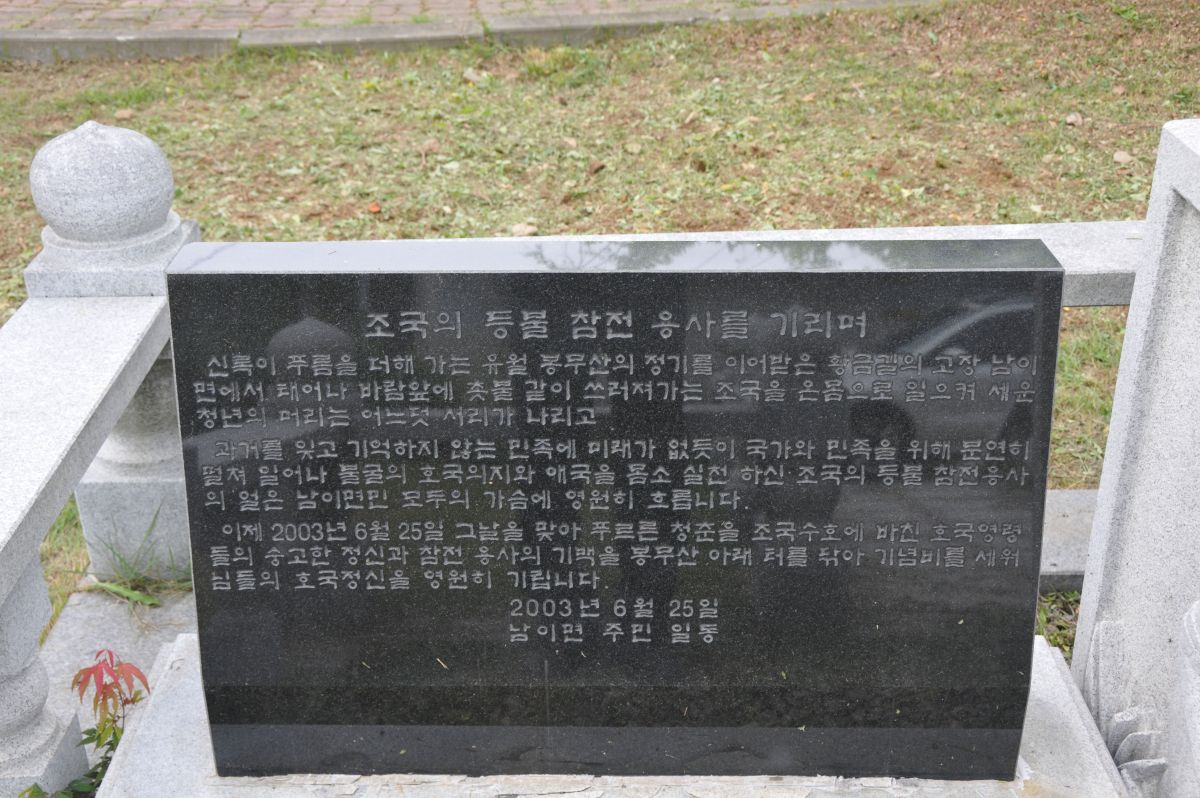 조국의 등불 참전 용사를 기리며
신록이 푸름을 더해 가는 유월 봉무산의 정기를 이어받은 황금골의 고장 남이
면에서 태어나 바람앞에 촛불 같이 쓰러져가는 조국을 온몸으로 일으켜 세운
청년의 머리는 어느덧 서리가 나리고
과거를 잊고 기억하지 않는 민족에 미래가 없듯이 국가와 민족을 위해 분연히
떨쳐 일어나 불굴의 호국의지와 애국을 몸소 실천 하신 조국의 등불 참전용사
의 얼은 남이면민 모두의 가슴에 영원히 흐릅니다.
이제 2003년 6월 25일 그날을 맞아 푸르른 청춘을 조국수호에 바친 호국영령
들의 숭고한 정신과 참전 용사의 기백을 봉무산 아래 터를 닦아 기념비를 세워
님들의 호국정신을 영원히 기립니다.
2003년 6월 25일
남이면 주민 일동